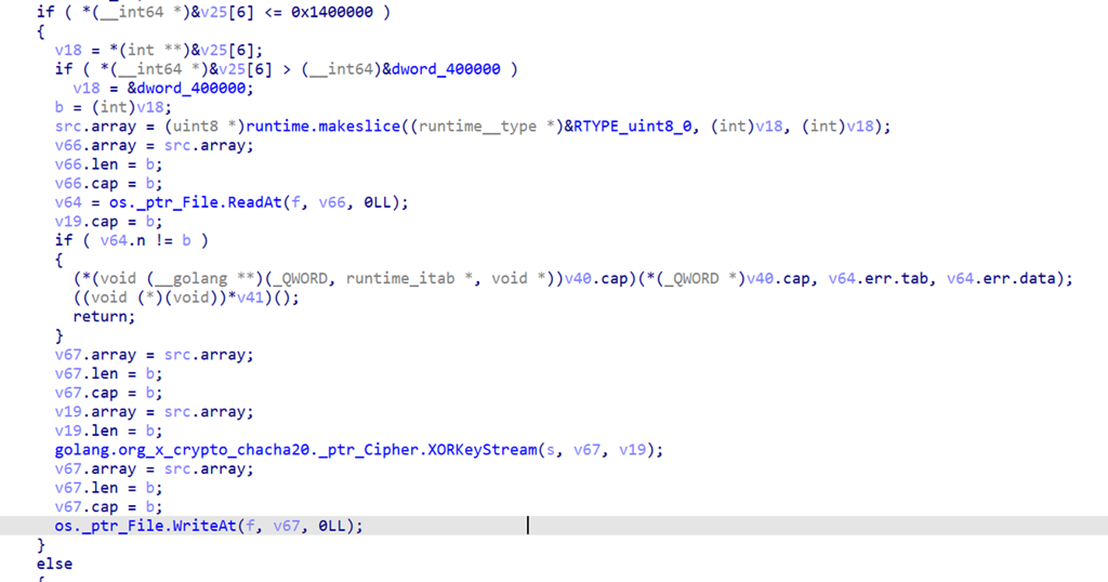 if ( *(__int64 *)&v25[6] <= 0x1400000 )
{
v18 = *(int **)&v25[6];
if ( *(__int64 *)&v25[6] > (__int64)&dword_400000 )
v18 = &dword_400000;
b = (int)v18;
src.array = (uint8 *)runtime.makeslice((runtime__type *)&RTYPE_uint8_0, (int)v18, (int)v18);
v66.array = src.array;
v66.len = b;
v66.cap = b;
v64 = os._ptr_File.ReadAt(f, v66, 0LL);
v19.cap = b;
if ( v64.n != b )
{
(*(void (__golang **)(_QWORD, runtime_itab *, void *))v40.cap)(*(_QWORD *)v40.cap, v64.err.tab, v64.err.data);
((void (*)(void))*v41)();
return;
}
v67.array = src.array;
v67.len = b;
v67.cap = b;
v19.array = src.array;
v19.len = b;
golang.org_x_crypto_chacha20._ptr_Cipher.XORKeyStream(s, v67, v19);
v67.array = src.array;
v67.len = b;
v67.cap = b;
os._ptr_File.WriteAt(f, v67, 0LL);
}
else
{